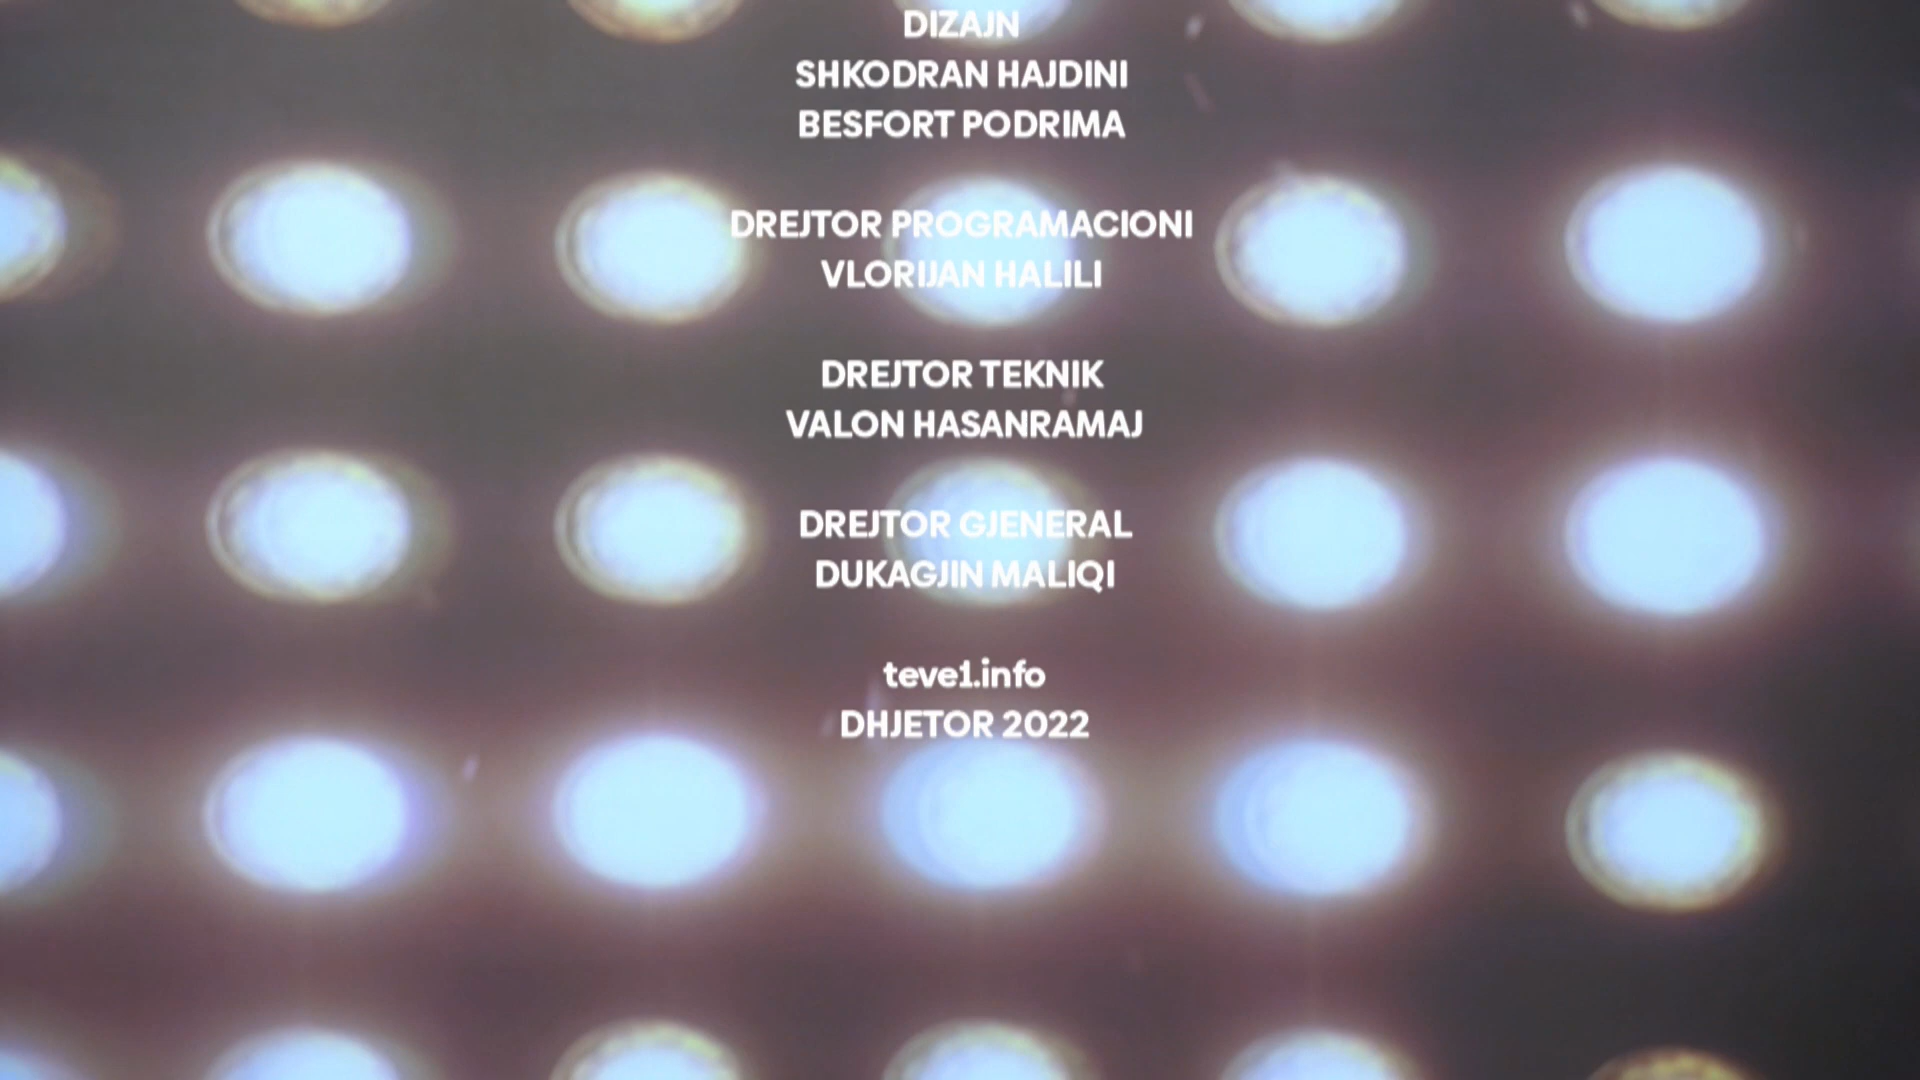 DIZAJN
SHKODRAN HAJDINI
BESFORT PODRIMA
DREJTOR PROGRAMACIONI
VLORIJAN HALILI
DREJTOR TEKNIK
VALON HASANRAMAJ
DREJTOR GJENERAL
DUKAGJIN MALIQI
teve1.info
DHJETOR 2022